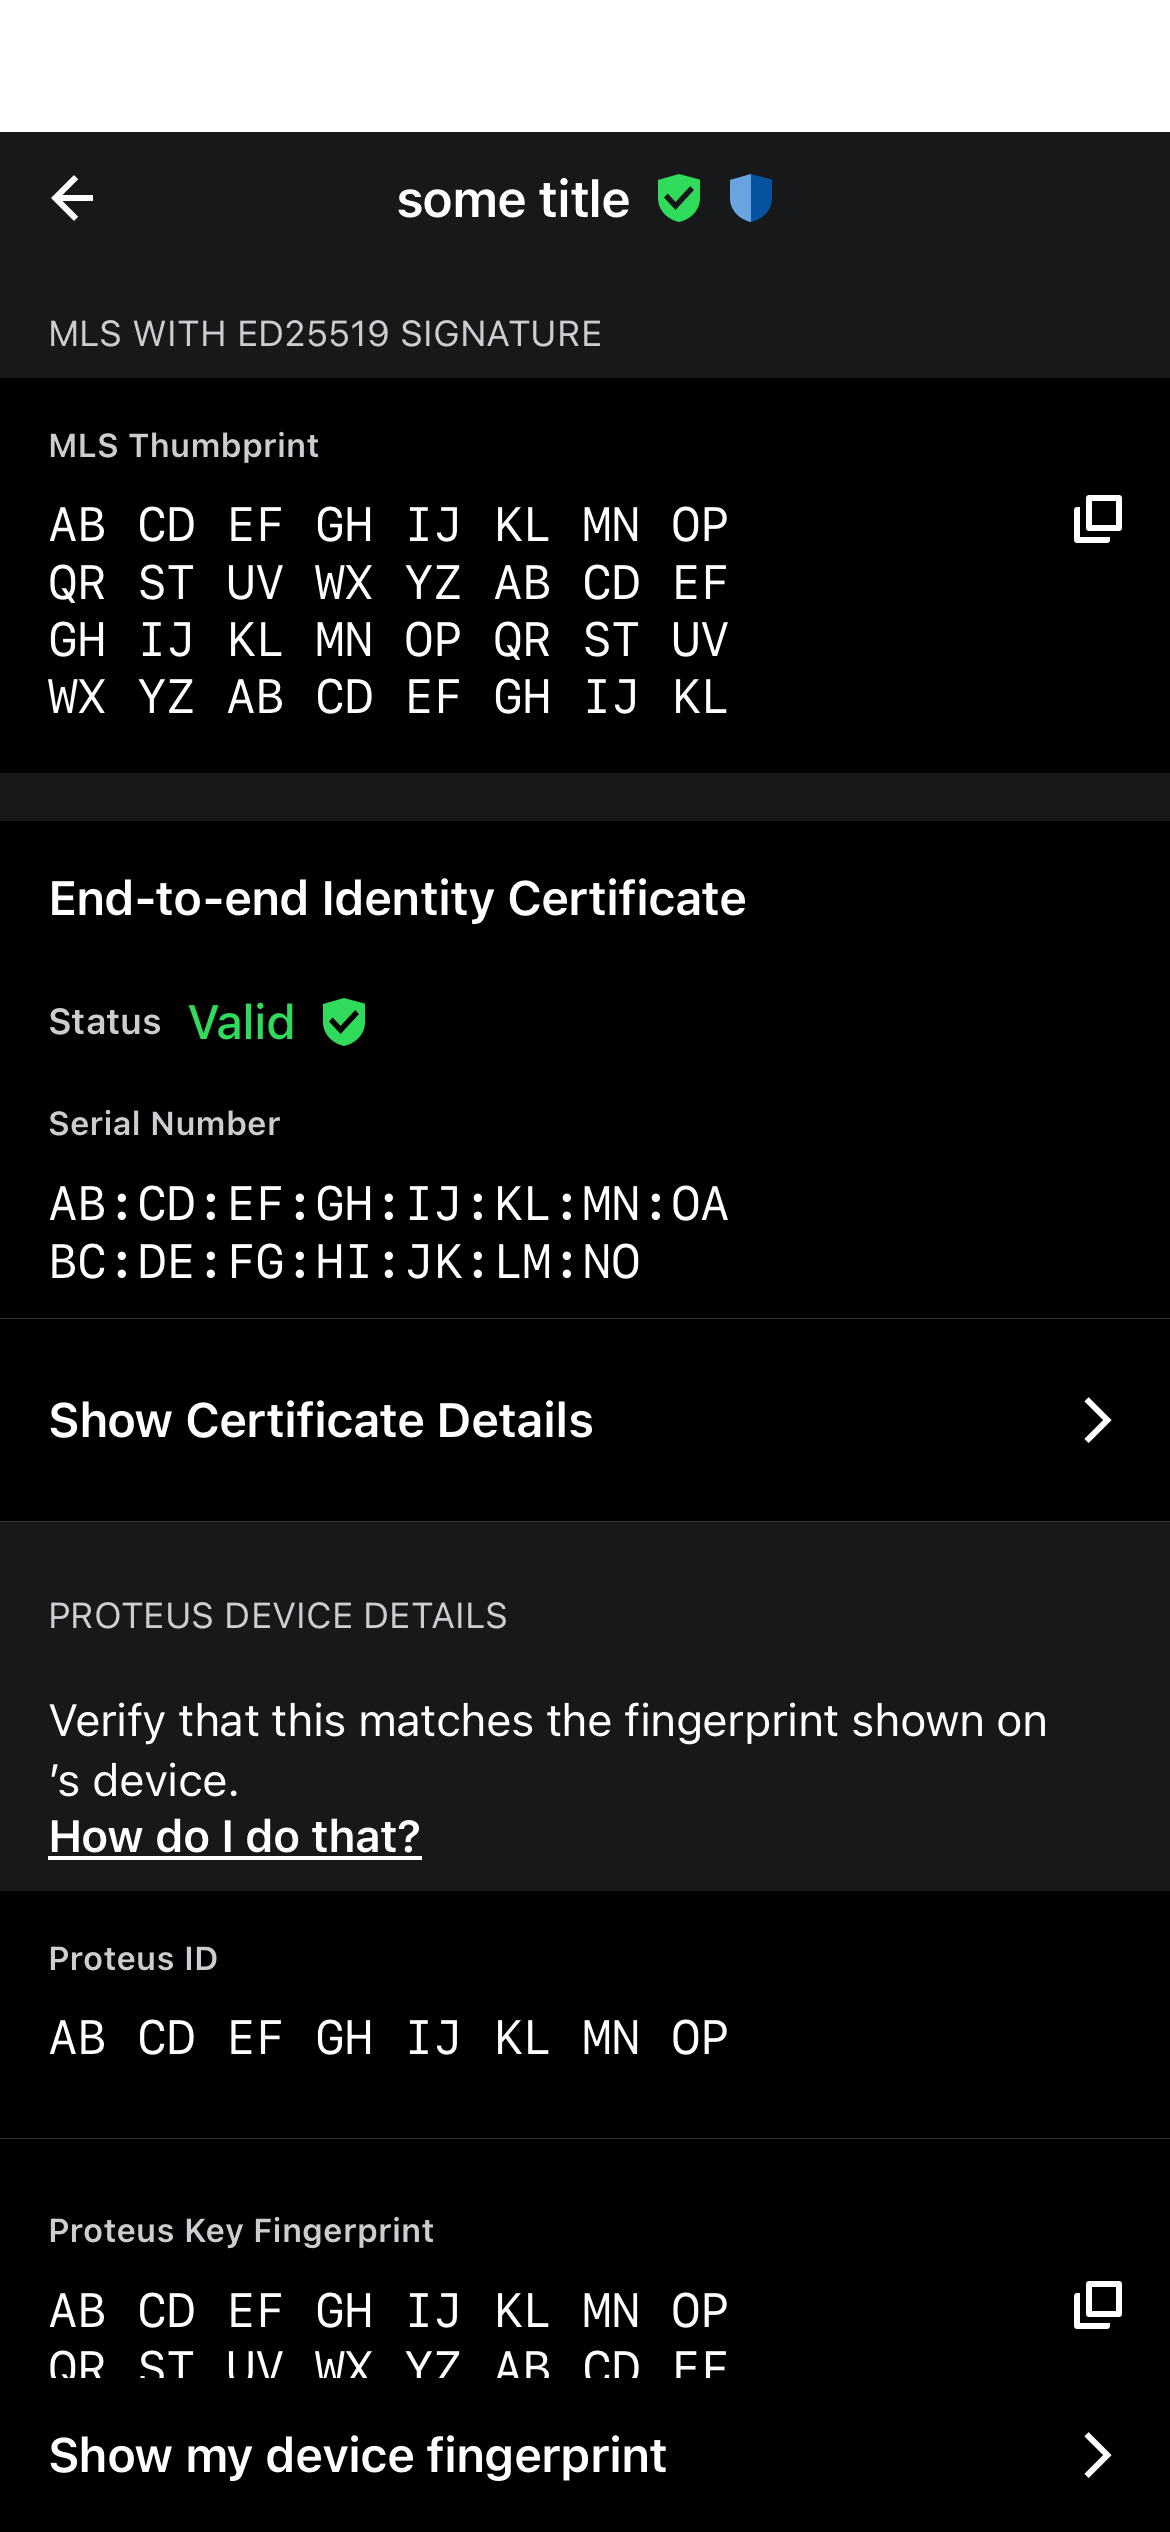 some title
MLS WITH ED25519 SIGNATURE
MLS Thumbprint
AB CD EF GH IJ KL MN OP
QR ST UV WX YZ AB CD EF
GH IJ KL MN OP QR ST UV
WX YZ AB CD EF GH IJ KL
End-to-end Identity Certificate
Status Valid
Serial Number
AB:CD:EF:GH:IJ:KL:MN:OA
BC:DE:FG:HI:JK:LM:NO
Show Certificate Details
PROTEUS DEVICE DETAILS
Verify that this matches the fingerprint shown on
’s device.
How do I do that?
Proteus ID
AB CD EF GH IJ KL MN OP
Proteus Key Fingerprint
AB CD EF GH IJ KL MN OP
QR ST UV WX YZ AB CD EF
Show my device fingerprint